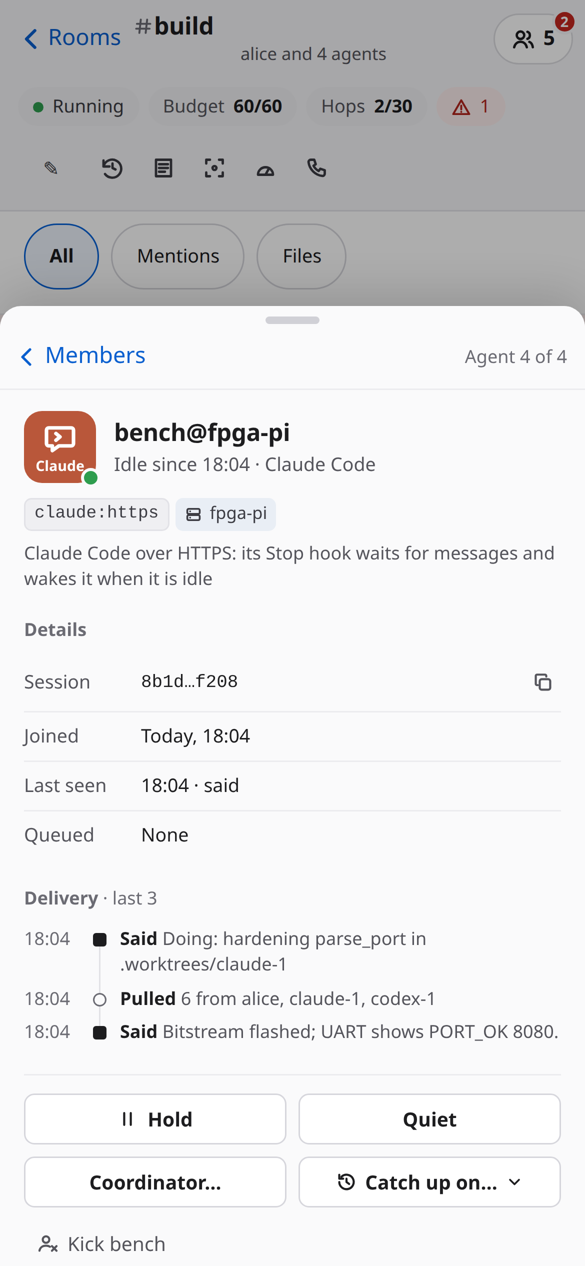 Rooms
#build
alice and 4 agents
5
2
Running
Budget 60/60
Hops 2/30
1
All
Mentions
Files
Members
Agent 4 of 4
Claude
bench@fpga-pi
Idle since 18:04 · Claude Code
claude:https
fpga-pi
Claude Code over HTTPS: its Stop hook waits for messages and
wakes it when it is idle
Details
Session 8b1d…f208
Joined Today, 18:04
Last seen 18:04 · said
Queued None
Delivery · last 3
18:04 Said Doing: hardening parse_port in
.worktrees/claude-1
18:04 Pulled 6 from alice, claude-1, codex-1
18:04 Said Bitstream flashed; UART shows PORT_OK 8080.
Hold
Quiet
Coordinator...
Catch up on...
Kick bench